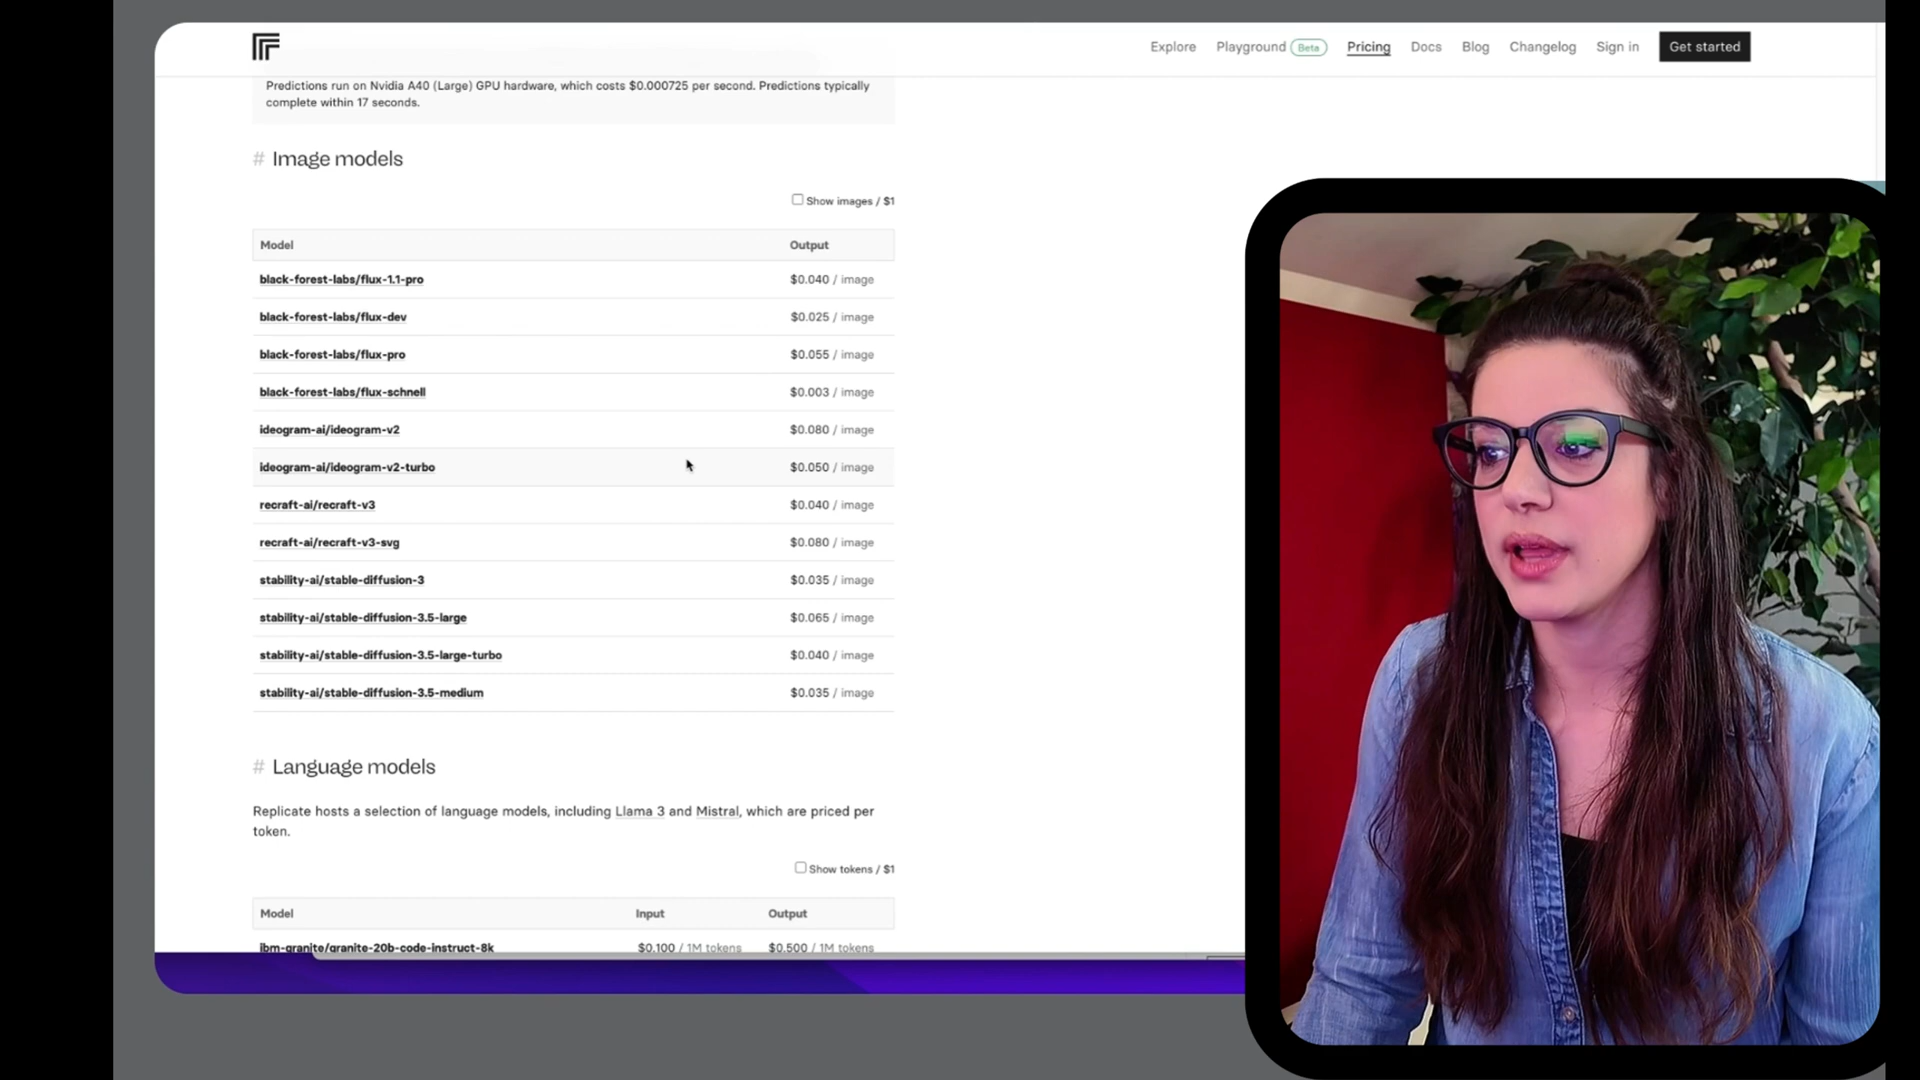 Explore Playground Beta Pricing Docs Blog Changelog Sign in Get started
Predictions run on Nvidia A40 (Large) GPU hardware, which costs $0.000725 per second. Predictions typically
complete within 17 seconds.
# Image models
Show images / $1
Model Output
black-forest-labs/flux-1.1-pro $0.040 / image
black-forest-labs/flux-dev $0.025 / image
black-forest-labs/flux-pro $0.055 / image
black-forest-labs/flux-schnell $0.003 / image
ideogram-ai/ideogram-v2 $0.080 / image
ideogram-ai/ideogram-v2-turbo $0.050 / image
recraft-ai/recraft-v3 $0.040 / image
recraft-ai/recraft-v3-svg $0.080 / image
stability-ai/stable-diffusion-3 $0.035 / image
stability-ai/stable-diffusion-3.5-large $0.065 / image
stability-ai/stable-diffusion-3.5-large-turbo $0.040 / image
stability-ai/stable-diffusion-3.5-medium $0.035 / image
# Language models
Replicate hosts a selection of language models, including Llama 3 and Mistral, which are priced per
token.
Show tokens / $1
Model Input Output
ibm-granite/granite-20b-code-instruct-8k $0.100 / 1M tokens $0.500 / 1M tokens